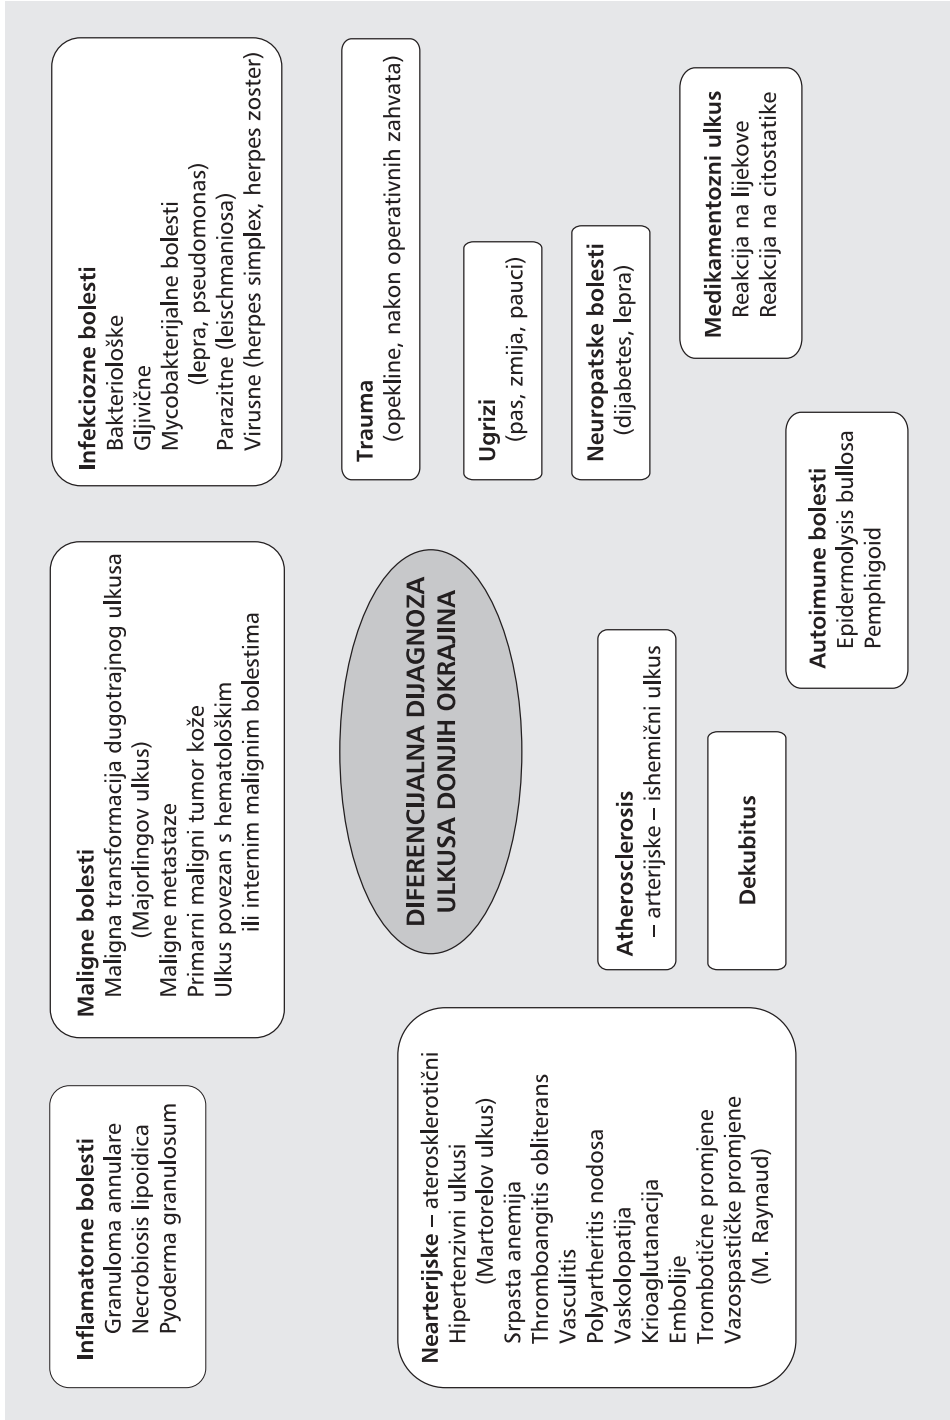 Inflamatorne bolesti
Granuloma annulare
Necrobiosis lipoidica
Pyoderma granulosum
Maligne bolesti
Maligna transformacija dugotrajnog ulkusa
(Majorlingov ulkus)
Maligne metastaze
Primarni maligni tumor kože
Ulkus povezan s hematološkim
ili internim malignim bolestima
Infekciozne bolesti
Bakteriološke
Gljivične
Mycobakterijalne bolesti
(lepra, pseudomonas)
Parazitne (leischmaniosa)
Virusne (herpes simplex, herpes zoster)
DIFERENCIJALNA DIJAGNOZA
ULKUSA DONJIH OKRAJINA
Trauma
(opekline, nakon operativnih zahvata)
Ugrizi
(pas, zmija, pauci)
Neuropatske bolesti
(dijabetes, lepra)
Medikamentozni ulkus
Reakcija na lijekove
Reakcija na citostatike
Nearterijske – aterosklerotični
Hipertenzivni ulkusi
(Martorelov ulkus)
Srpasta anemija
Thromboangitis obliterans
Vasculitis
Polyartheritis nodosa
Vaskolopatija
Krioaglutanacija
Embolije
Trombotične promjene
Vazospastičke promjene
(M. Raynaud)
Atherosclerosis
– arterijske – ishemični ulkus
Dekubitus
Autoimune bolesti
Epidermolysis bullosa
Pemphigoid